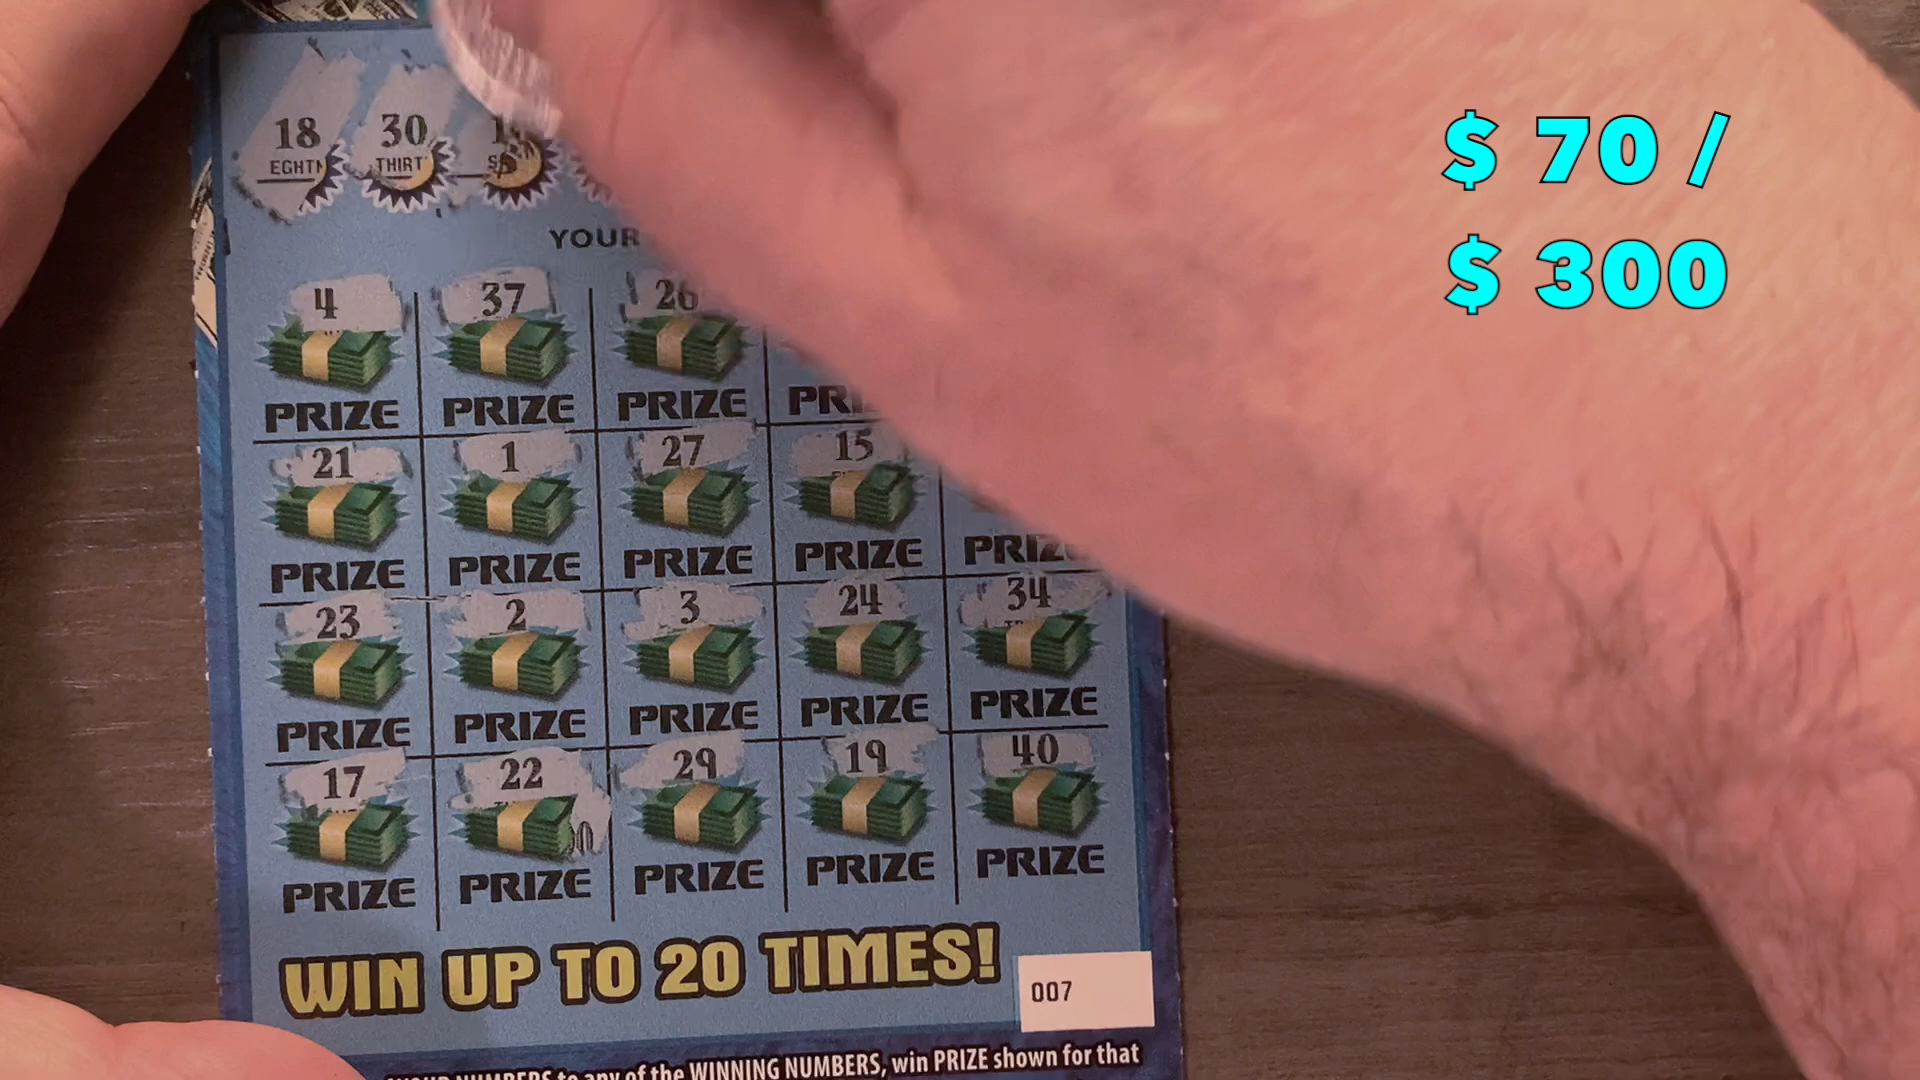 $ 70 /
$ 300
18 30
THIRT
YOUR
4 37 26
PRIZE PRIZE PRIZE
21 1 27 15
PRIZE PRIZE PRIZE PRIZE
23 2 3 24 34
PRIZE PRIZE PRIZE PRIZE PRIZE
17 22 29 19 40
PRIZE PRIZE PRIZE PRIZE PRIZE
WIN UP TO 20 TIMES!
007
NUMBERS to any of the WINNING NUMBERS, win PRIZE shown for that